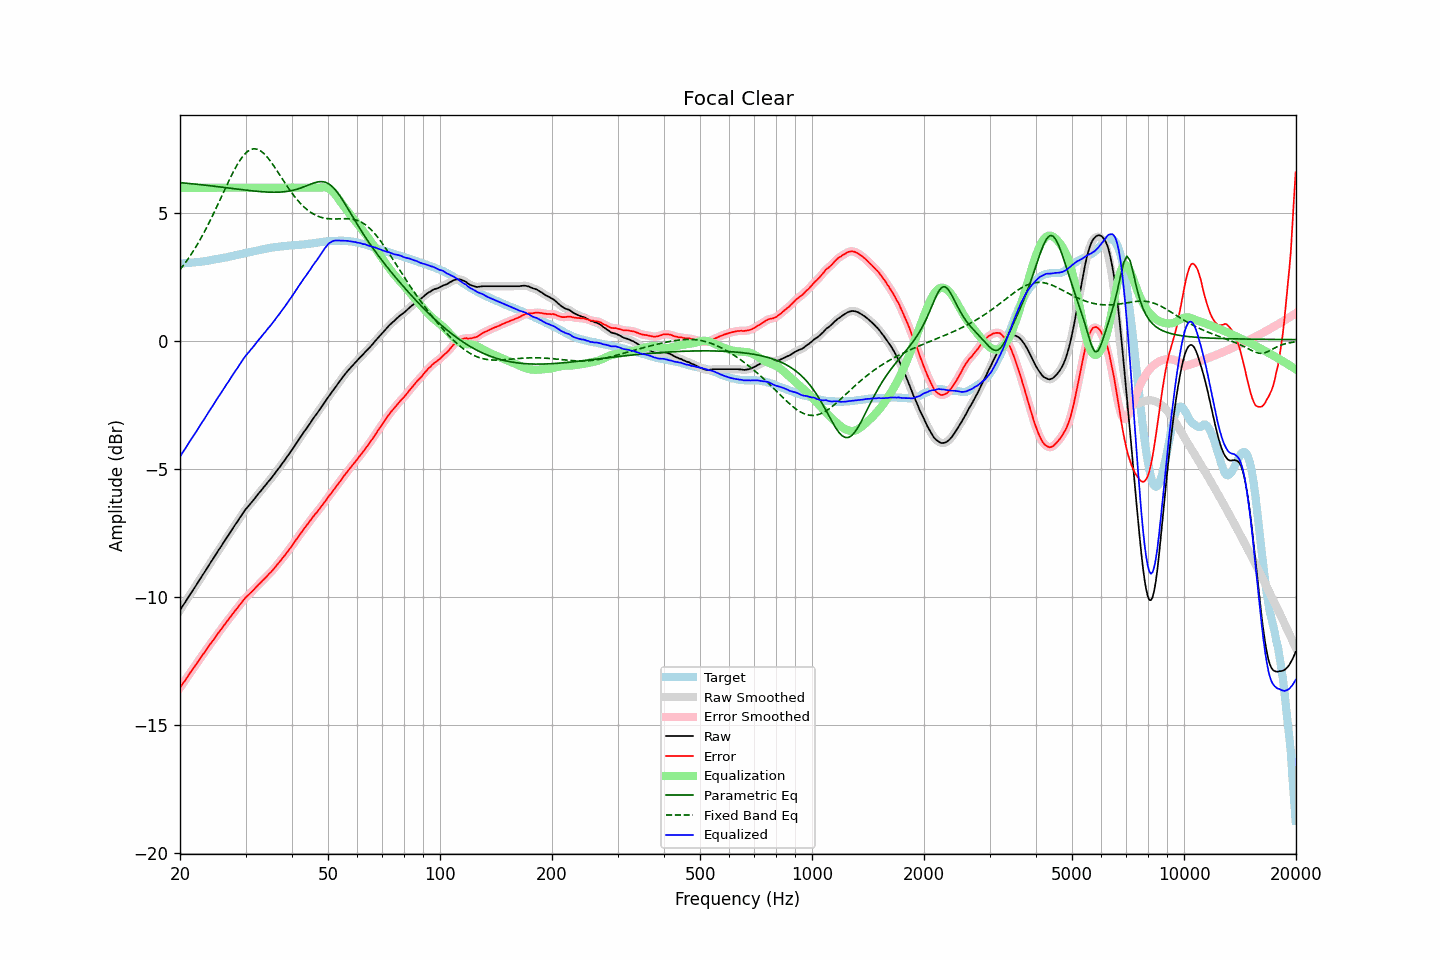 Focal Clear
Amplitude (dBr)
5
0
−5
−10
−15
−20
Target
Raw Smoothed
Error Smoothed
Raw
Error
Equalization
Parametric Eq
Fixed Band Eq
Equalized
20 50 100 200 500 1000 2000 5000 10000 20000
Frequency (Hz)